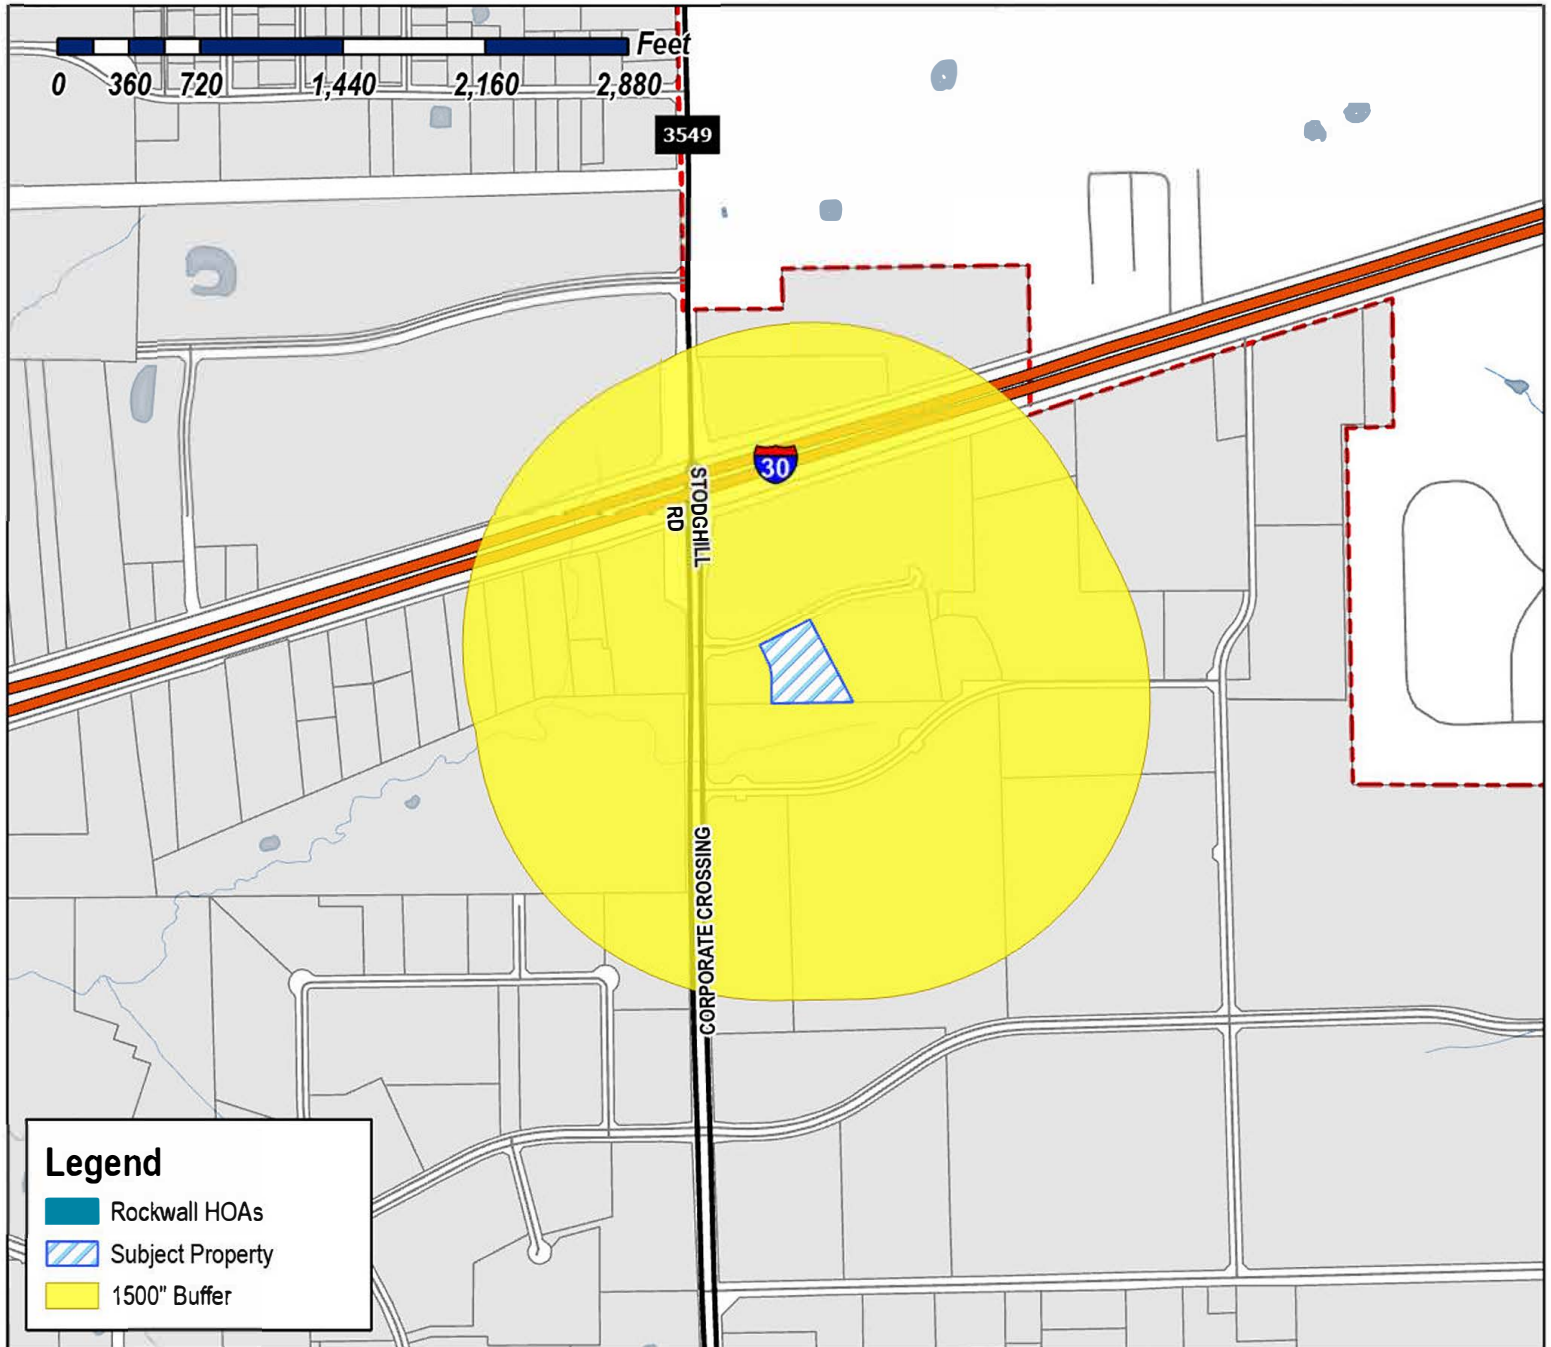 Feet
0 360 720 1,440 2,160 2,880
3549
30
STODGHILL
RD
CORPORATE CROSSING
Legend
Rockwall HOAs
Subject Property
1500" Buffer